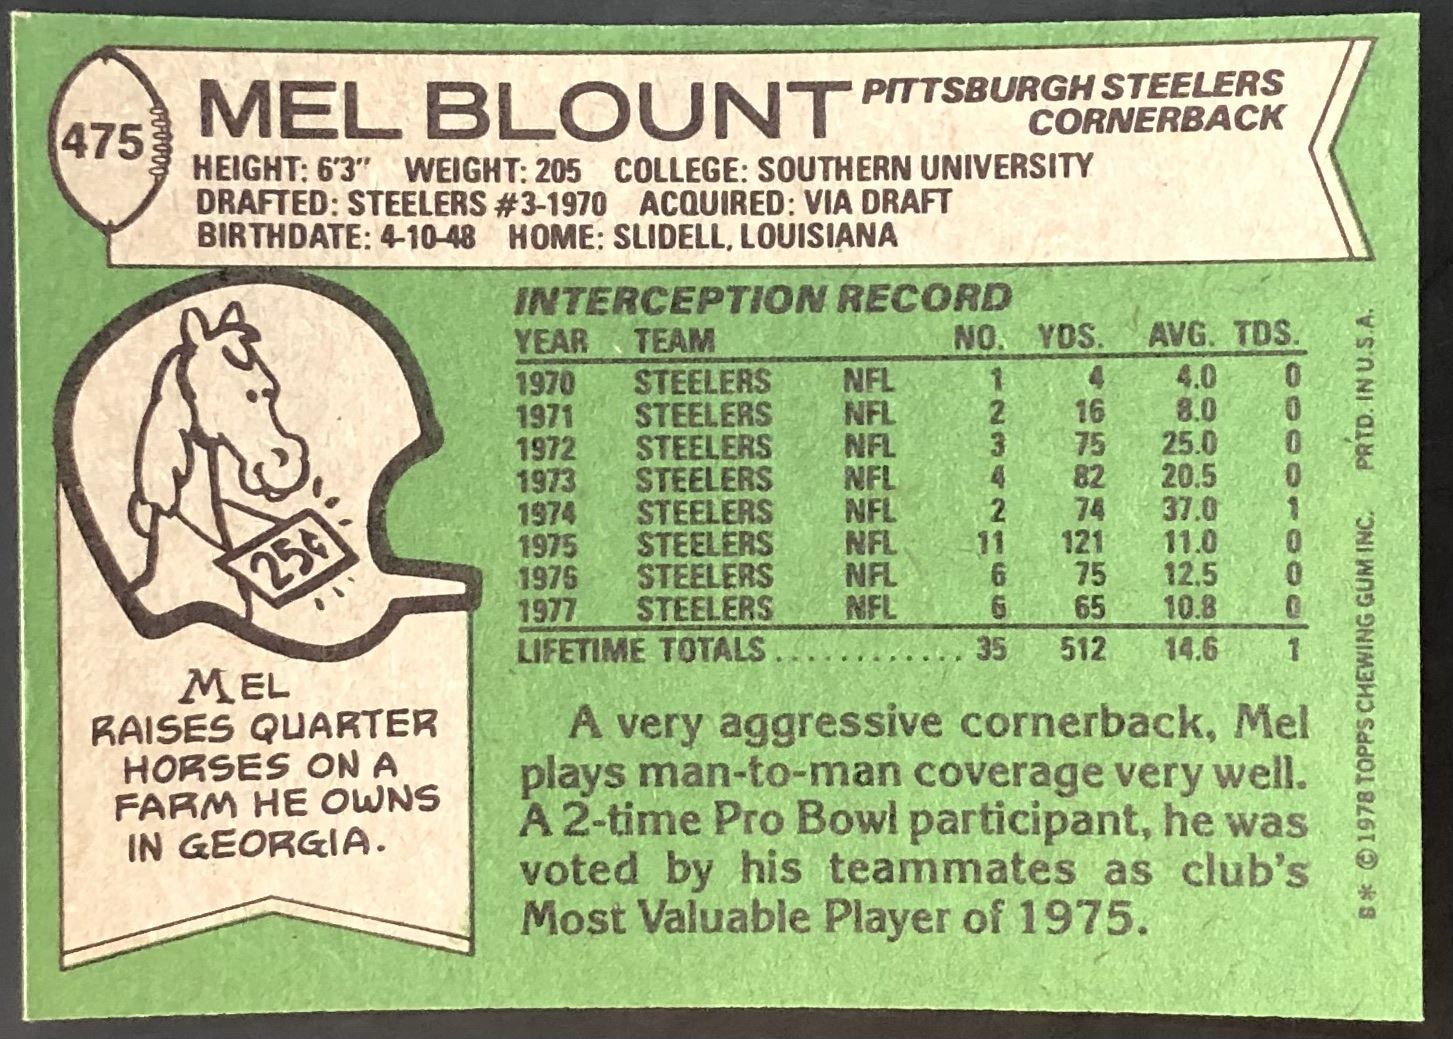 475
MEL BLOUNT
PITTSBURGH STEELERS
CORNERBACK
HEIGHT: 6'3" WEIGHT: 205 COLLEGE: SOUTHERN UNIVERSITY
DRAFTED: STEELERS #3-1970 ACQUIRED: VIA DRAFT
BIRTHDATE: 4-10-48 HOME: SLIDELL, LOUISIANA
25¢
MEL
RAISES QUARTER
HORSES ON A
FARM HE OWNS
IN GEORGIA.
INTERCEPTION RECORD
YEAR TEAM NO. YDS. AVG. TDS.
1970 STEELERS NFL 1 4 4.0 0
1971 STEELERS NFL 2 16 8.0 0
1972 STEELERS NFL 3 75 25.0 0
1973 STEELERS NFL 4 82 20.5 0
1974 STEELERS NFL 2 74 37.0 1
1975 STEELERS NFL 11 121 11.0 0
1976 STEELERS NFL 6 75 12.5 0
1977 STEELERS NFL 6 65 10.8 0
LIFETIME TOTALS............. 35 512 14.6 1
A very aggressive cornerback, Mel
plays man-to-man coverage very well.
A 2-time Pro Bowl participant, he was
voted by his teammates as club's
Most Valuable Player of 1975.
B* © 1978 TOPPS CHEWING GUM INC. PRTD. IN U.S.A.